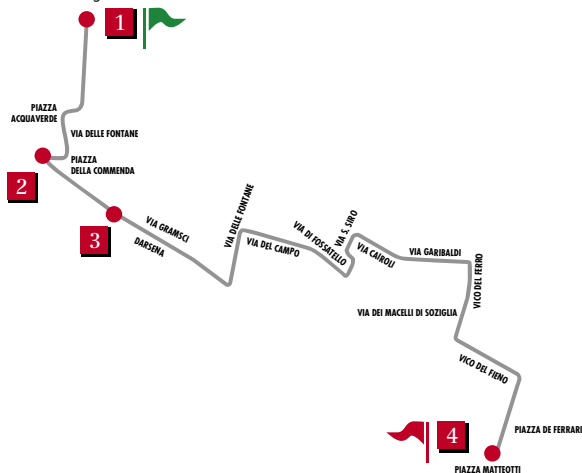 1
PIAZZA
ACQUAVERDE
VIA DELLE FONTANE
PIAZZA
DELLA COMMENDA
2
3
VIA GRAMSCI
DARSENA
VIA DELLE FONTANE
VIA DEL CAMPO
VIA DI FOSSATELLO
VIA S. SIRO
VIA CAIROLI
VIA GARIBALDI
VICO DEL FERRO
VIA DEI MACELLI DI SOZIGLIA
VICO DEL FIENO
4
PIAZZA DE FERRARI
PIAZZA MATTEOTTI